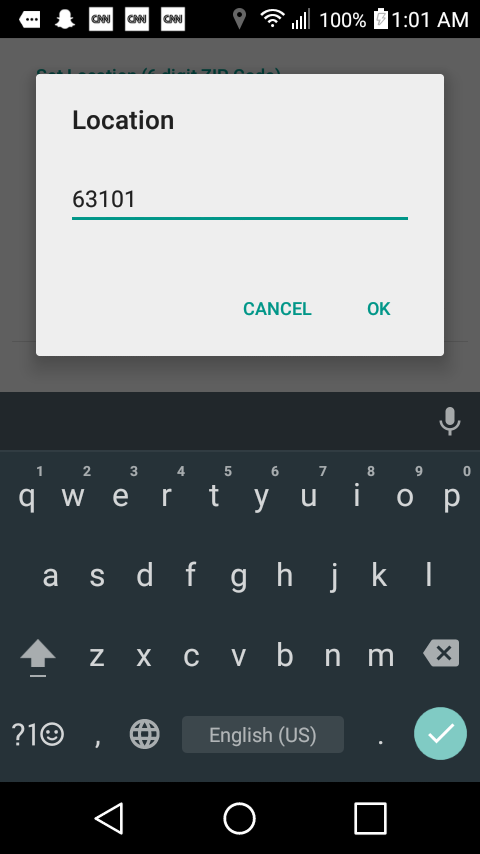 CNN CNN CNN 100% 1:01 AM
Set Location (6 digit ZIP Code)
Location
63101
CANCEL OK
1 2 3 4 5 6 7 8 9 0
q w e r t y u i o p
a s d f g h j k l
z x c v b n m
?1 , English (US) .